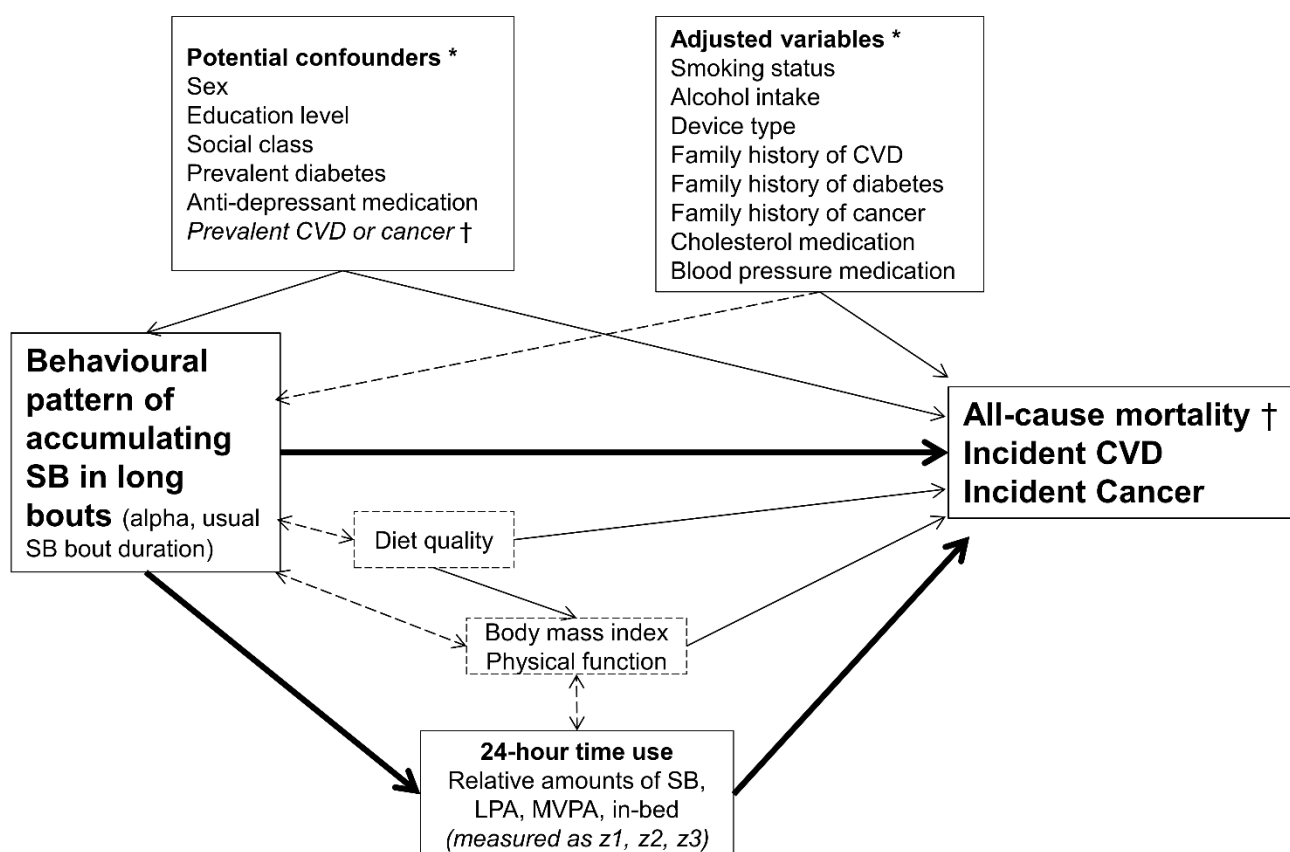 Potential confounders *
Sex
Education level
Social class
Prevalent diabetes
Anti-depressant medication
Prevalent CVD or cancer †
Adjusted variables *
Smoking status
Alcohol intake
Device type
Family history of CVD
Family history of diabetes
Family history of cancer
Cholesterol medication
Blood pressure medication
Behavioural
pattern of
accumulating
SB in long
bouts (alpha, usual
SB bout duration)
All-cause mortality †
Incident CVD
Incident Cancer
Diet quality
Body mass index
Physical function
24-hour time use
Relative amounts of SB,
LPA, MVPA, in-bed
(measured as z1, z2, z3)